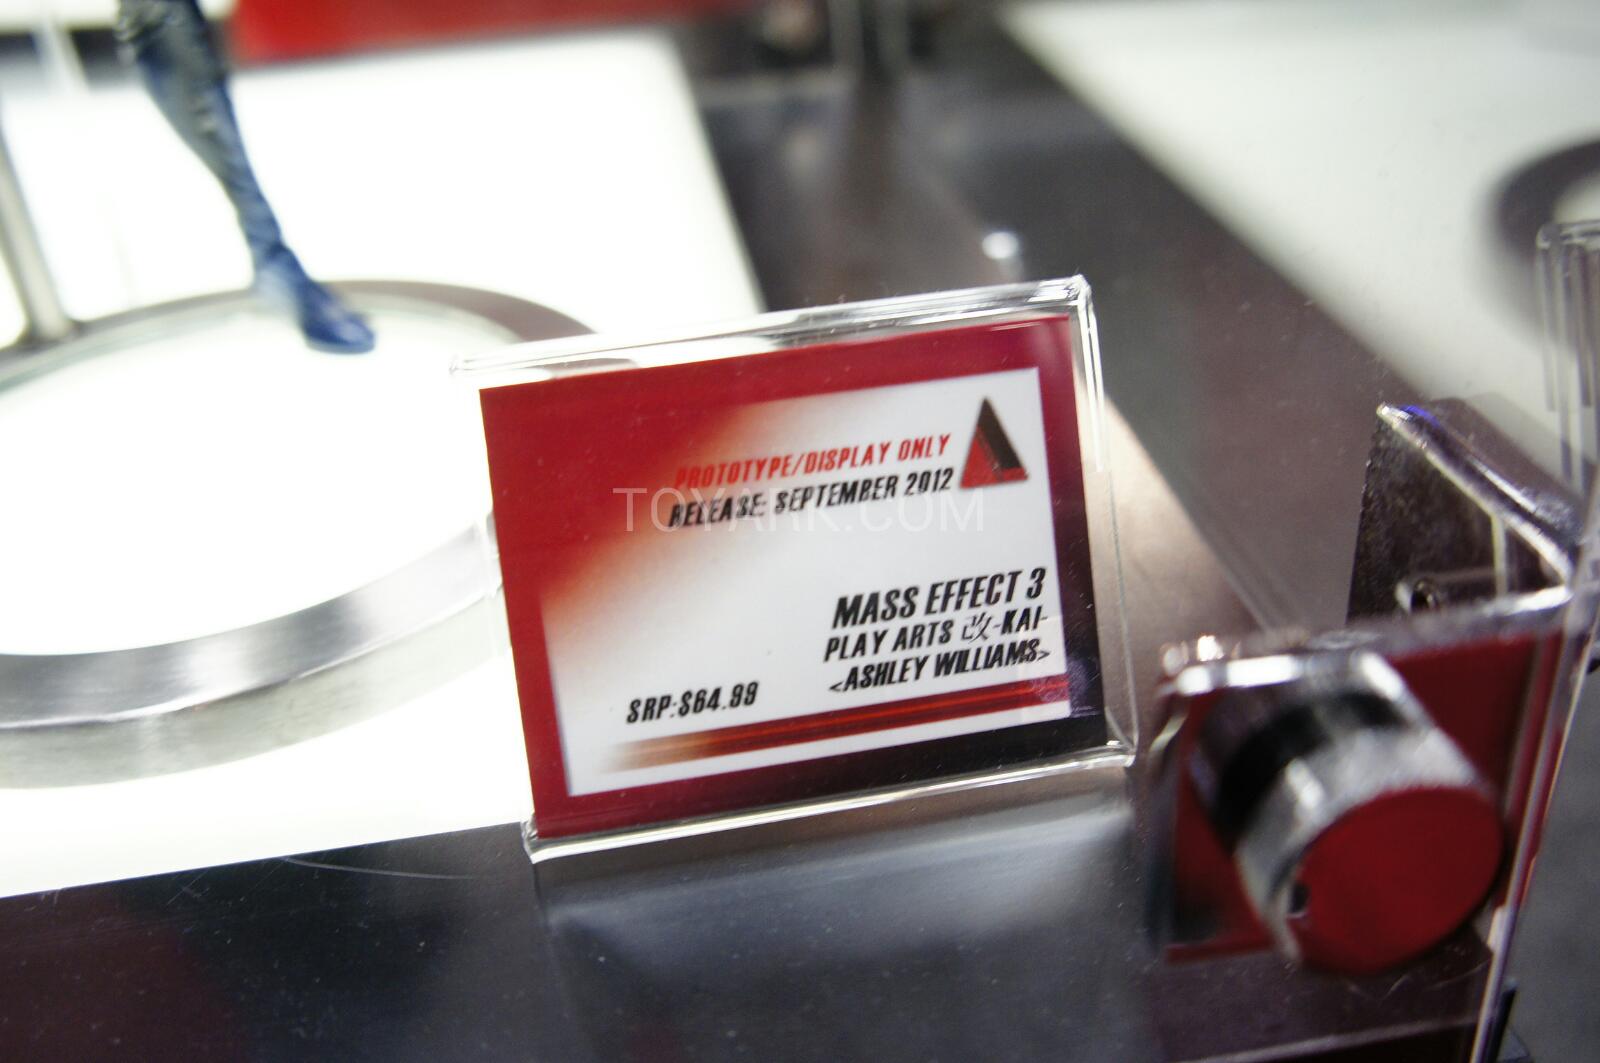 PROTOTYPE/DISPLAY ONLY
RELEASE: SEPTEMBER 2012
TOYARK.COM
MASS EFFECT 3
PLAY ARTS 改-KAI-
<ASHLEY WILLIAMS>
SRP:$64.99